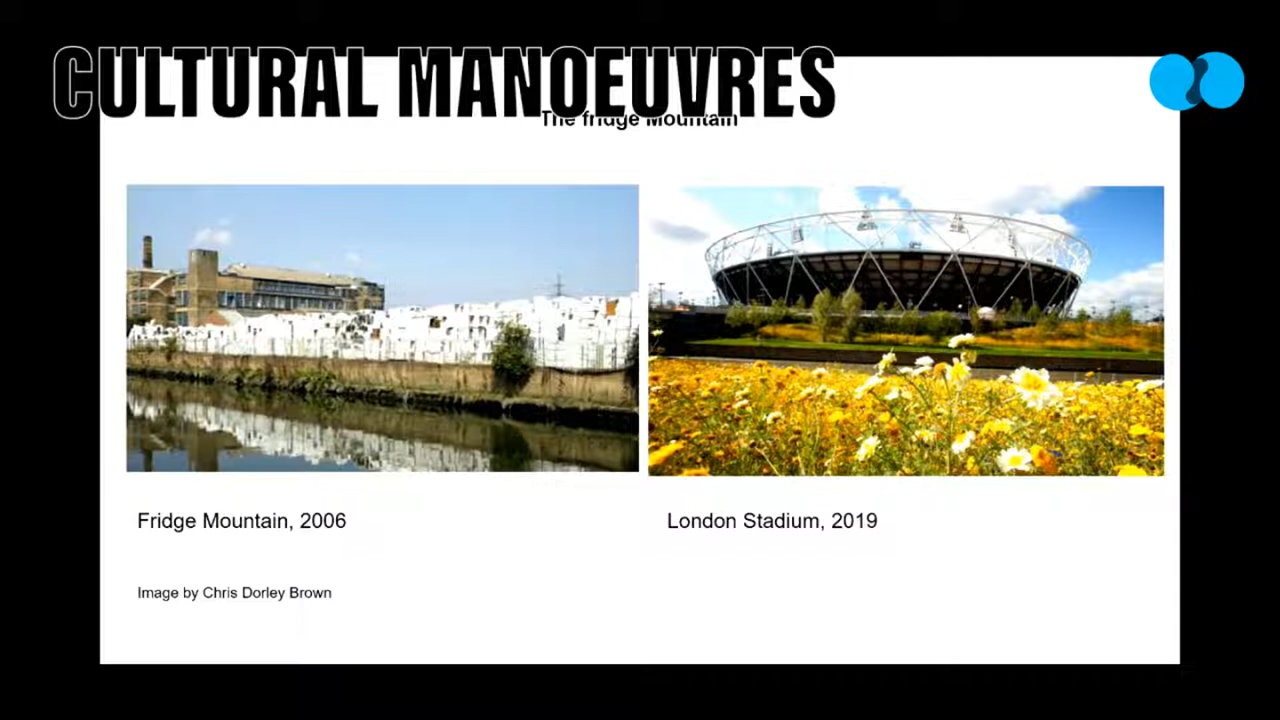 CULTURAL MANOEUVRES
The fridge Mountain
Fridge Mountain, 2006
London Stadium, 2019
Image by Chris Dorley Brown